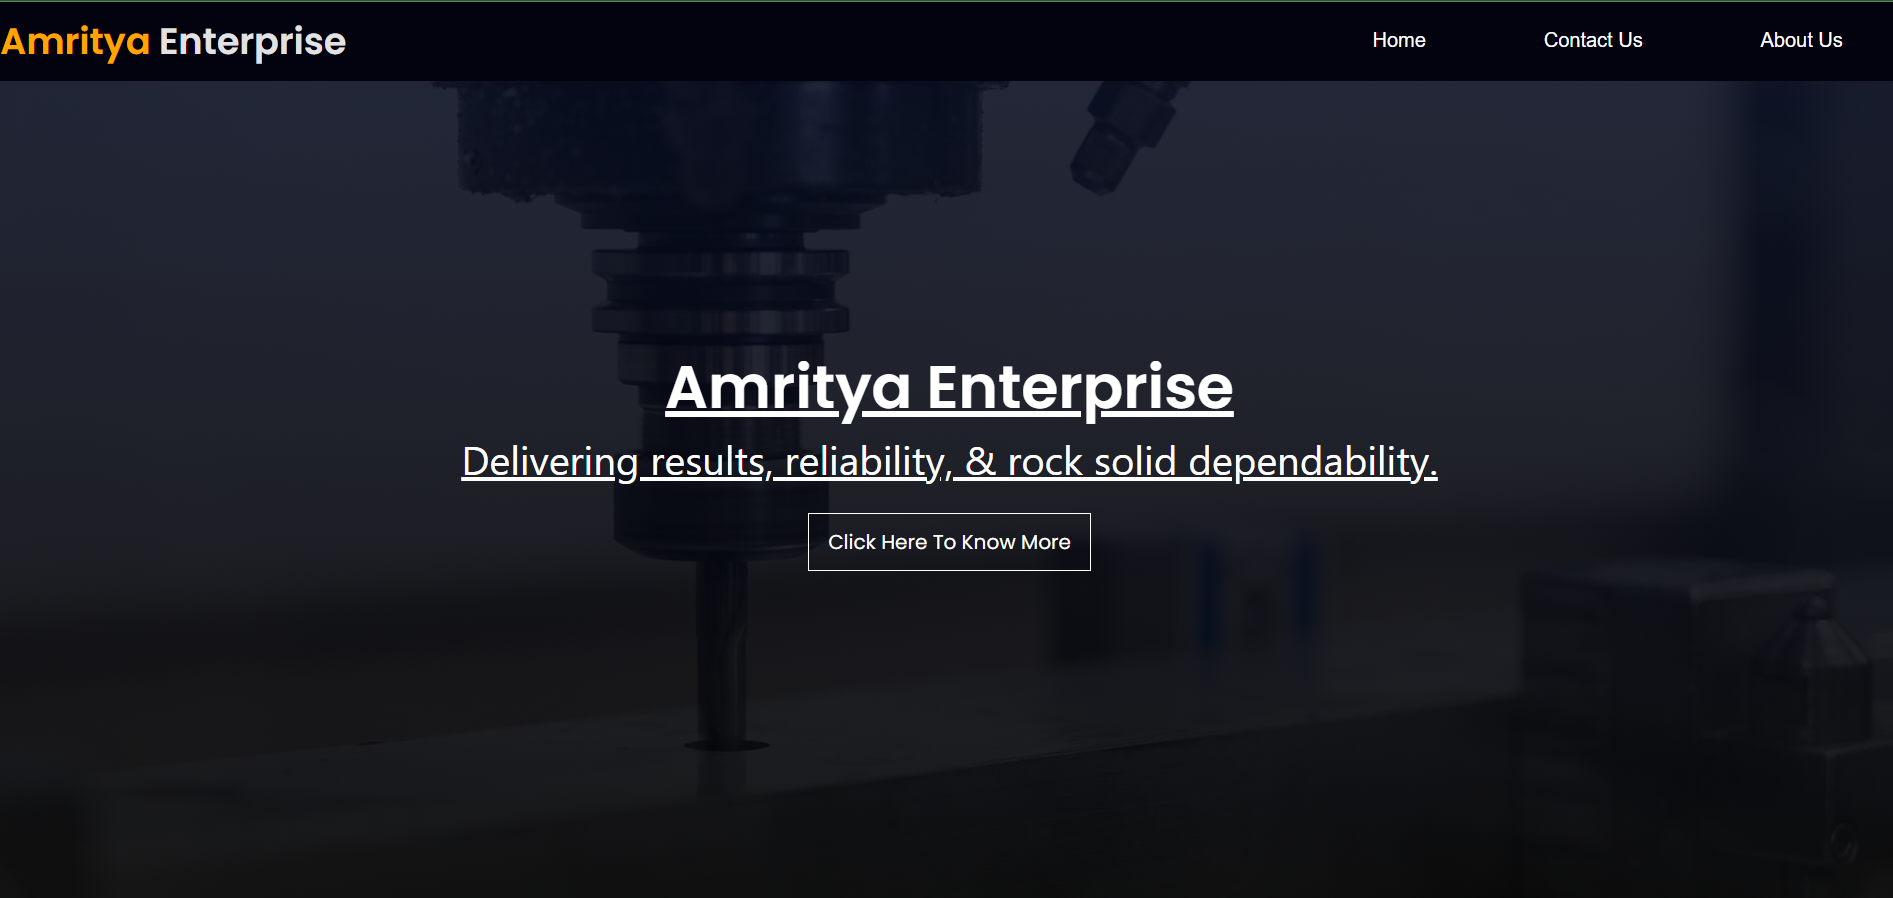 Amritya Enterprise
Home
Contact Us
About Us
Amritya Enterprise
Delivering results, reliability, & rock solid dependability.
Click Here To Know More